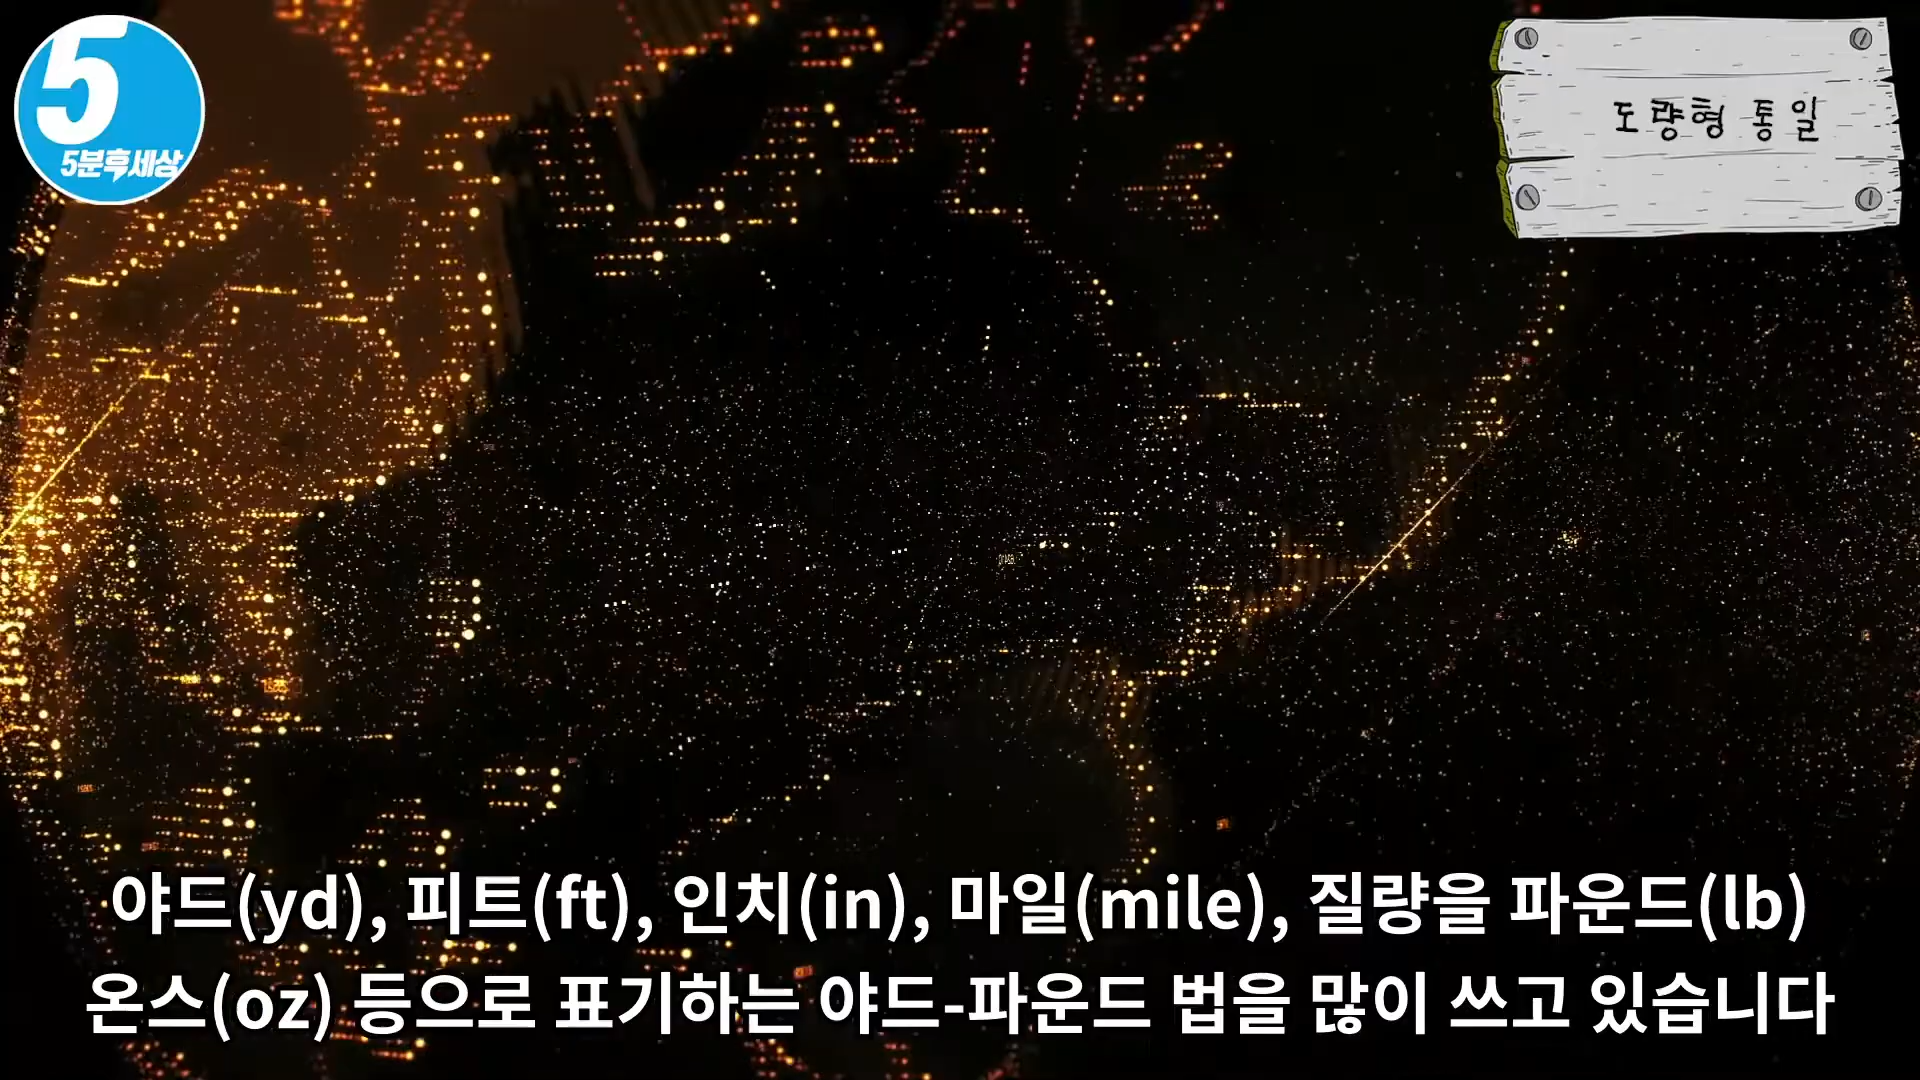 5
5분후세상
도량형 통일
야드(yd), 피트(ft), 인치(in), 마일(mile), 질량을 파운드(lb)
온스(oz) 등으로 표기하는 야드-파운드 법을 많이 쓰고 있습니다